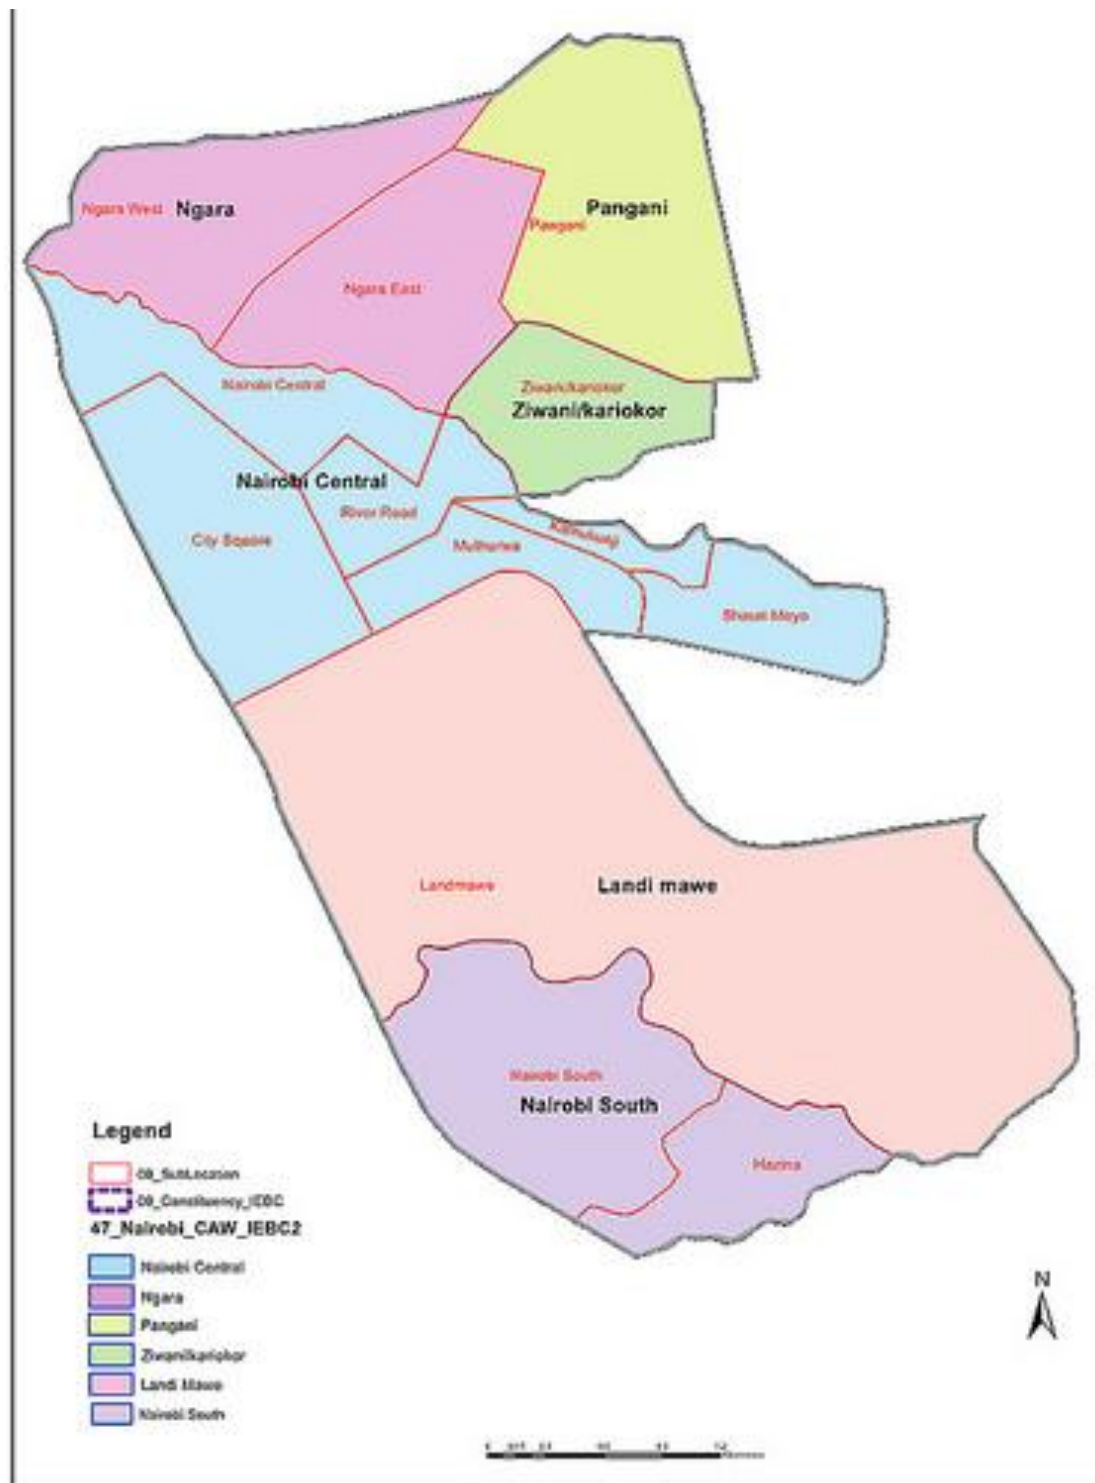 Ngara West
Ngara
Pangani
Pangani
Ngara East
Nairobi Central
Ziwani/kariokor
Ziwani/kariokor
Nairobi Central
River Road
City Square
Muthurwa
Shauri Moyo
Landmawe
Landi mawe
Nairobi South
Nairobi South
Hazina
Legend
09_SubLocation
09_Constituency_IEBC
47_Nairobi_CAW_IEBC2
Nairobi Central
Ngara
Pangani
Ziwani/kariokor
Landi Mawe
Nairobi South
N